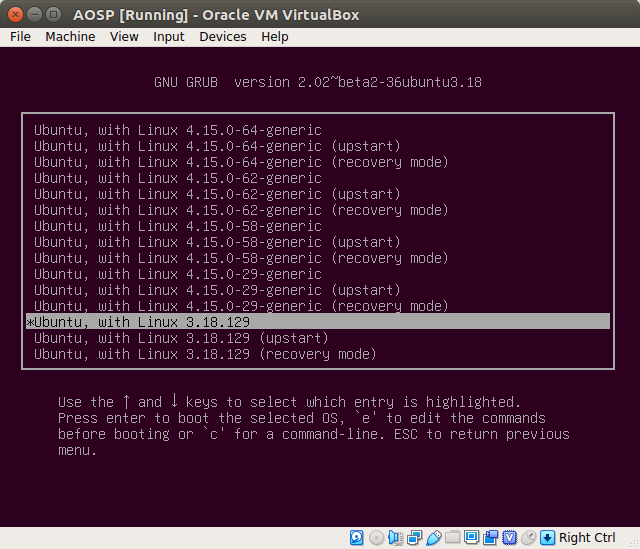 AOSP [Running] - Oracle VM VirtualBox
File Machine View Input Devices Help
GNU GRUB  version 2.02~beta2-36ubuntu3.18
Ubuntu, with Linux 4.15.0-64-generic
Ubuntu, with Linux 4.15.0-64-generic (upstart)
Ubuntu, with Linux 4.15.0-64-generic (recovery mode)
Ubuntu, with Linux 4.15.0-62-generic
Ubuntu, with Linux 4.15.0-62-generic (upstart)
Ubuntu, with Linux 4.15.0-62-generic (recovery mode)
Ubuntu, with Linux 4.15.0-58-generic
Ubuntu, with Linux 4.15.0-58-generic (upstart)
Ubuntu, with Linux 4.15.0-58-generic (recovery mode)
Ubuntu, with Linux 4.15.0-29-generic
Ubuntu, with Linux 4.15.0-29-generic (upstart)
Ubuntu, with Linux 4.15.0-29-generic (recovery mode)
*Ubuntu, with Linux 3.18.129
Ubuntu, with Linux 3.18.129 (upstart)
Ubuntu, with Linux 3.18.129 (recovery mode)
Use the ↑ and ↓ keys to select which entry is highlighted.
Press enter to boot the selected OS, `e' to edit the commands
before booting or `c' for a command-line. ESC to return previous
menu.
Right Ctrl